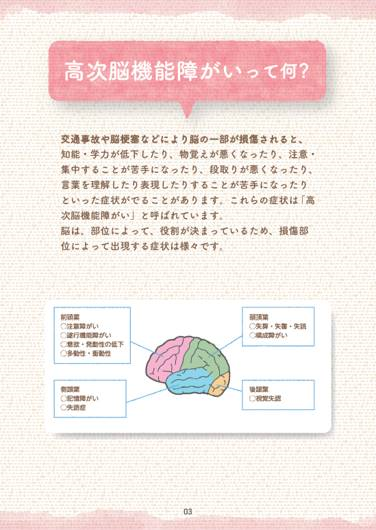 高次脳機能障がいって何?
交通事故や脳梗塞などにより脳の一部が損傷されると、
知能・学力が低下したり、物覚えが悪くなったり、注意・
集中することが苦手になったり、段取りが悪くなったり、
言葉を理解したり表現したりすることが苦手になったり
といった症状がでることがあります。これらの症状は「高
次脳機能障がい」と呼ばれています。
脳は、部位によって、役割が決まっているため、損傷部
位によって出現する症状は様々です。
前頭葉
○注意障がい
○遂行機能障がい
○意欲・発動性の低下
○多動性・衝動性
頭頂葉
○失算・失書・失読
○構成障がい
側頭葉
○記憶障がい
○失語症
後頭葉
○視覚失認
03